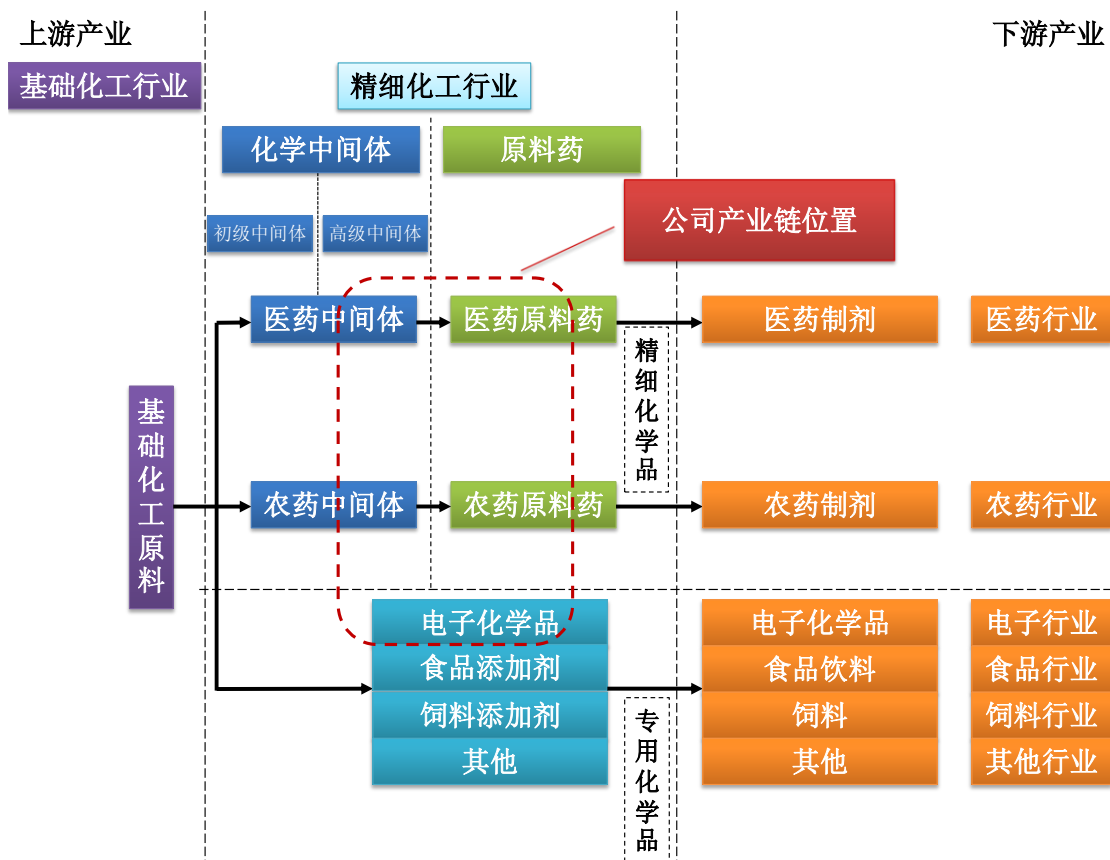 上游产业
下游产业
基础化工行业
精细化工行业
化学中间体
原料药
公司产业链位置
初级中间体
高级中间体
医药中间体
医药原料药
医药制剂
医药行业
精细化学品
基础化工原料
农药中间体
农药原料药
农药制剂
农药行业
电子化学品
电子化学品
电子行业
食品添加剂
食品饮料
食品行业
饲料添加剂
饲料
饲料行业
其他
其他
其他行业
专用化学品